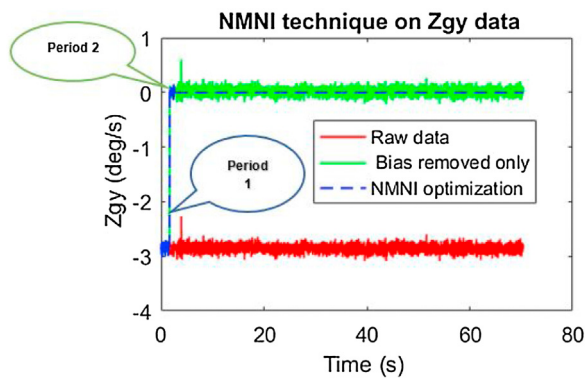 NMNI technique on Zgy data
Period 2
1
0
-1
-2
-3
-4
Zgy (deg/s)
Period
1
Raw data
Bias removed only
NMNI optimization
0
20
40
60
80
Time (s)